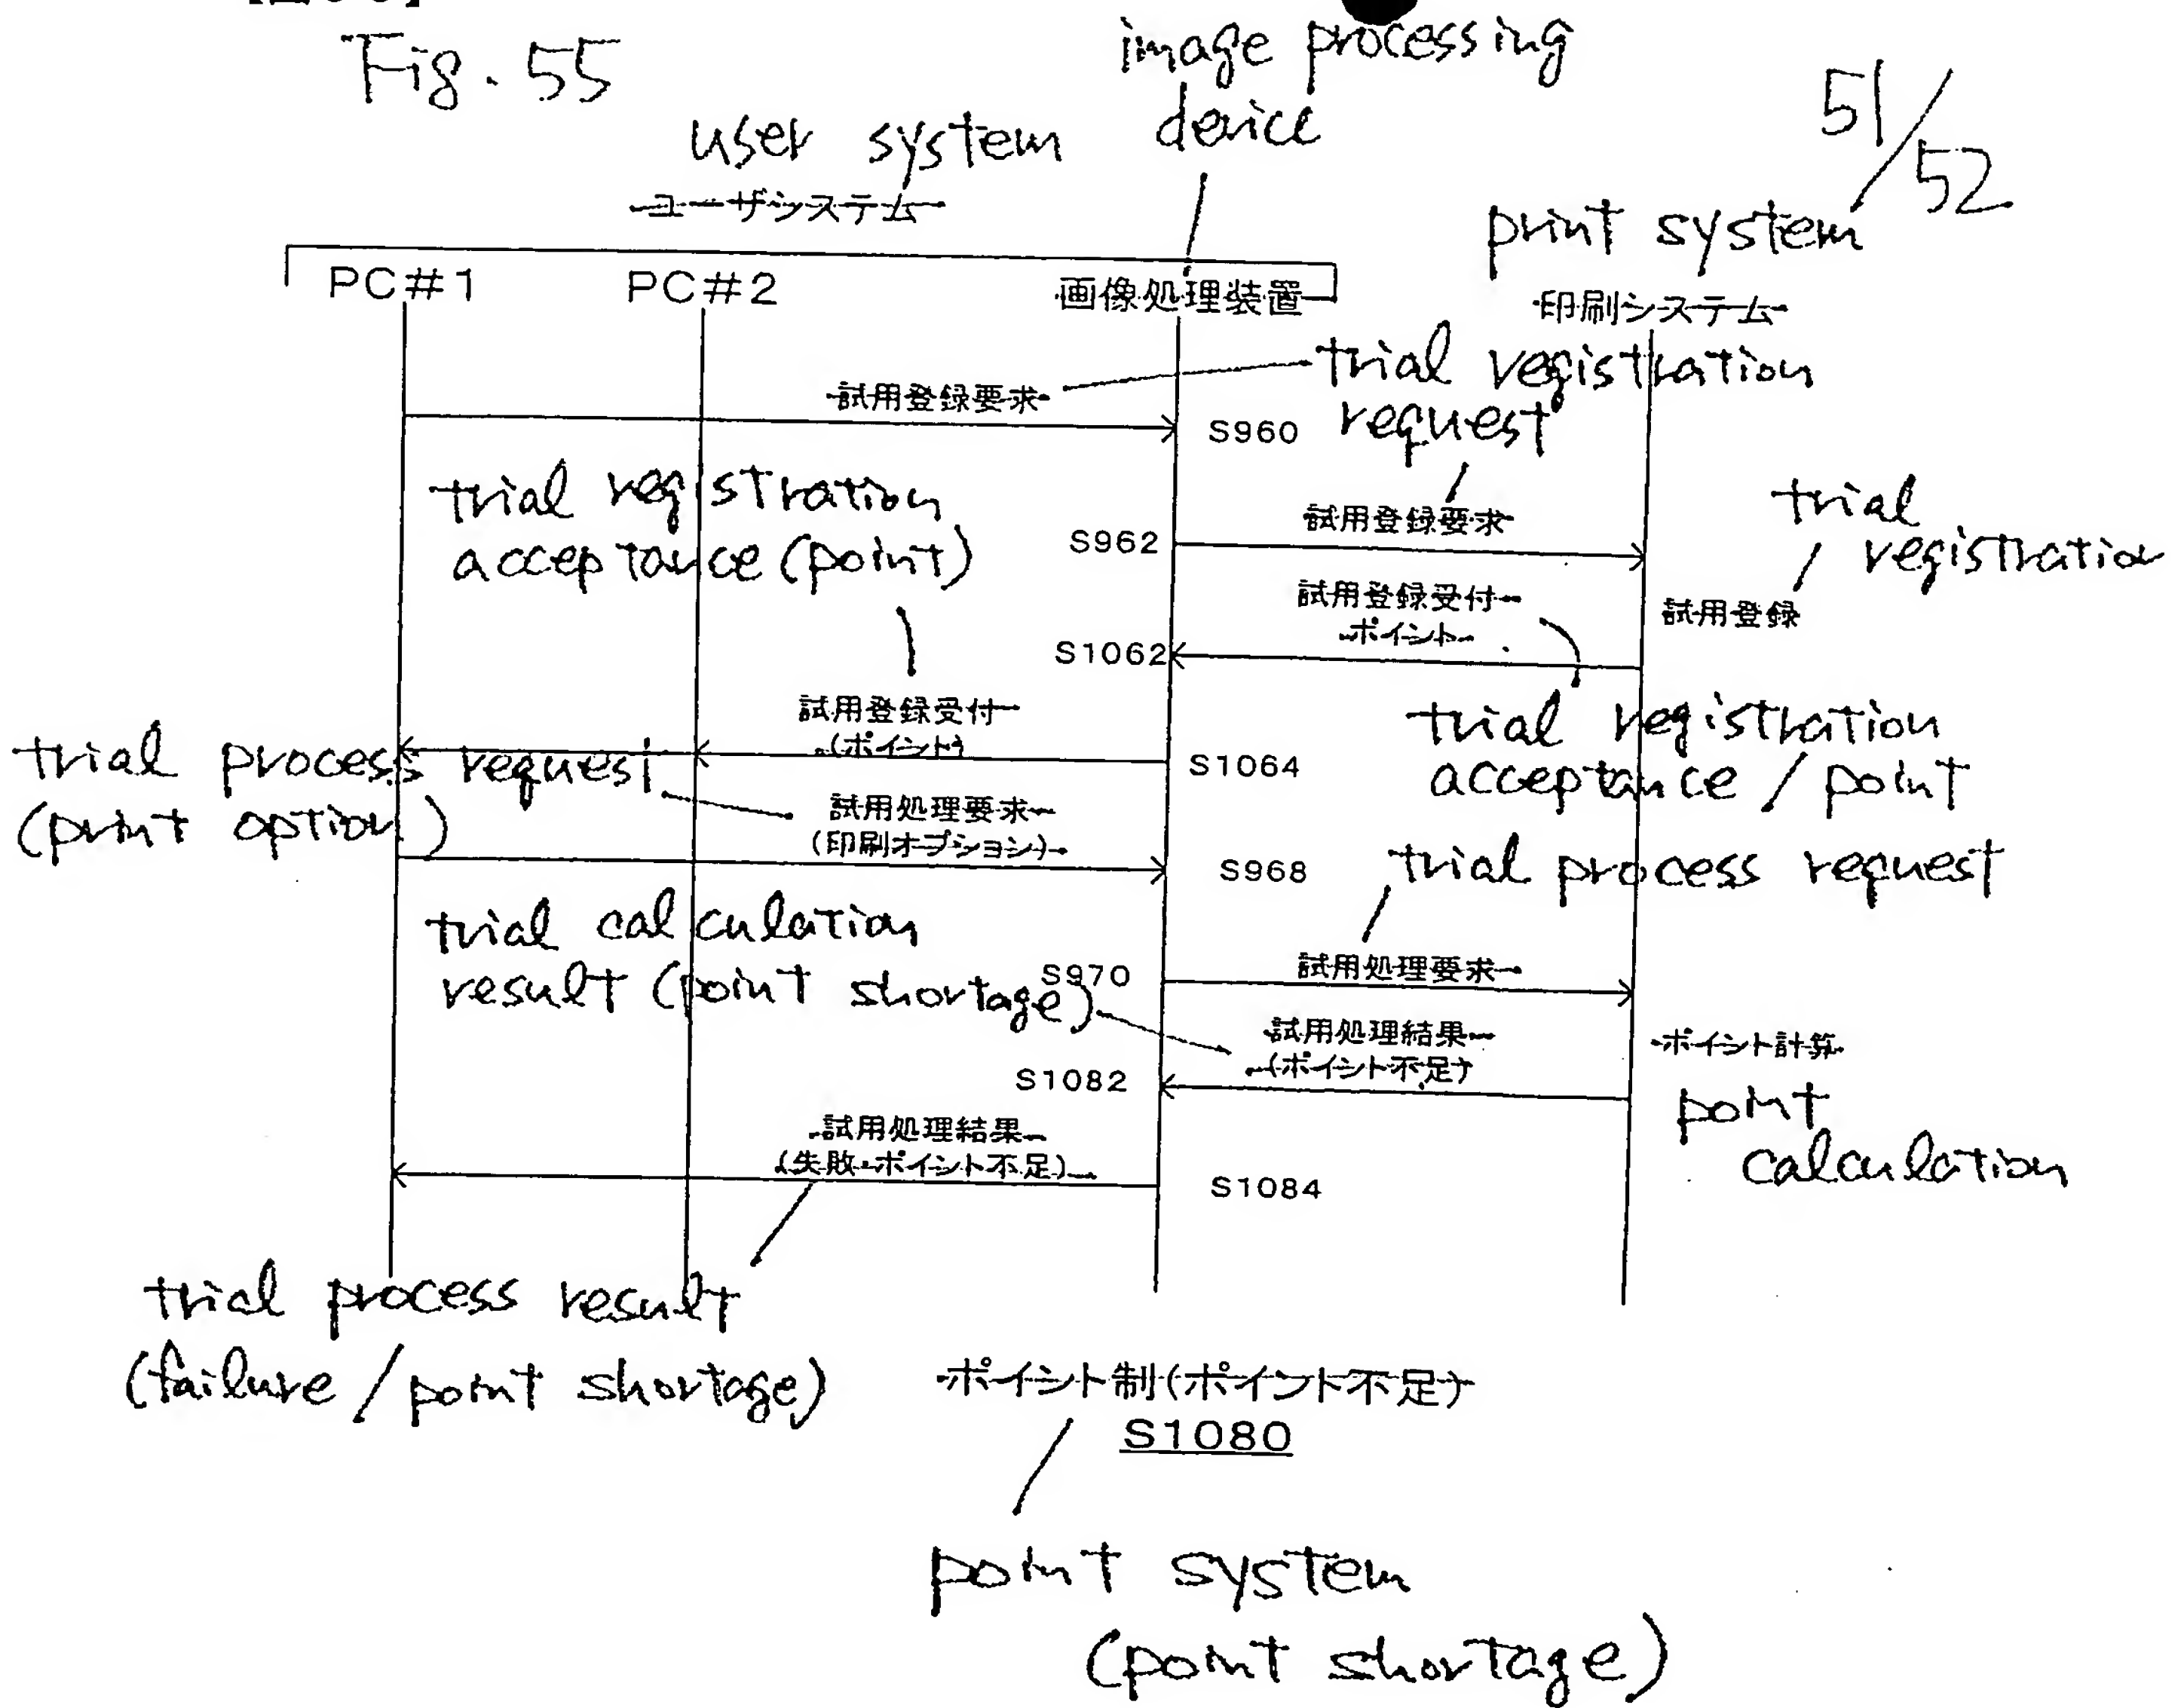 Fig. 55
image processing
device
51/52
user system
ユーザシステム
print system
PC#1
PC#2
画像処理装置
印刷システム
試用登録要求
trial registration
request
S960
trial registration
acceptance (point)
S962
試用登録要求
trial
registration
試用登録受付
ポイント
試用登録
S1062
試用登録受付
(ポイント)
S1064
trial registration
acceptance / point
trial process request
(print option)
試用処理要求
(印刷オプション)
S968
trial process request
trial calculation
result (point shortage)
S970
試用処理要求
試用処理結果
(ポイント不足)
ポイント計算
S1082
point
calculation
試用処理結果
(失敗・ポイント不足)
S1084
trial process result
(failure / point shortage)
ポイント制(ポイント不足)
S1080
point system
(point shortage)